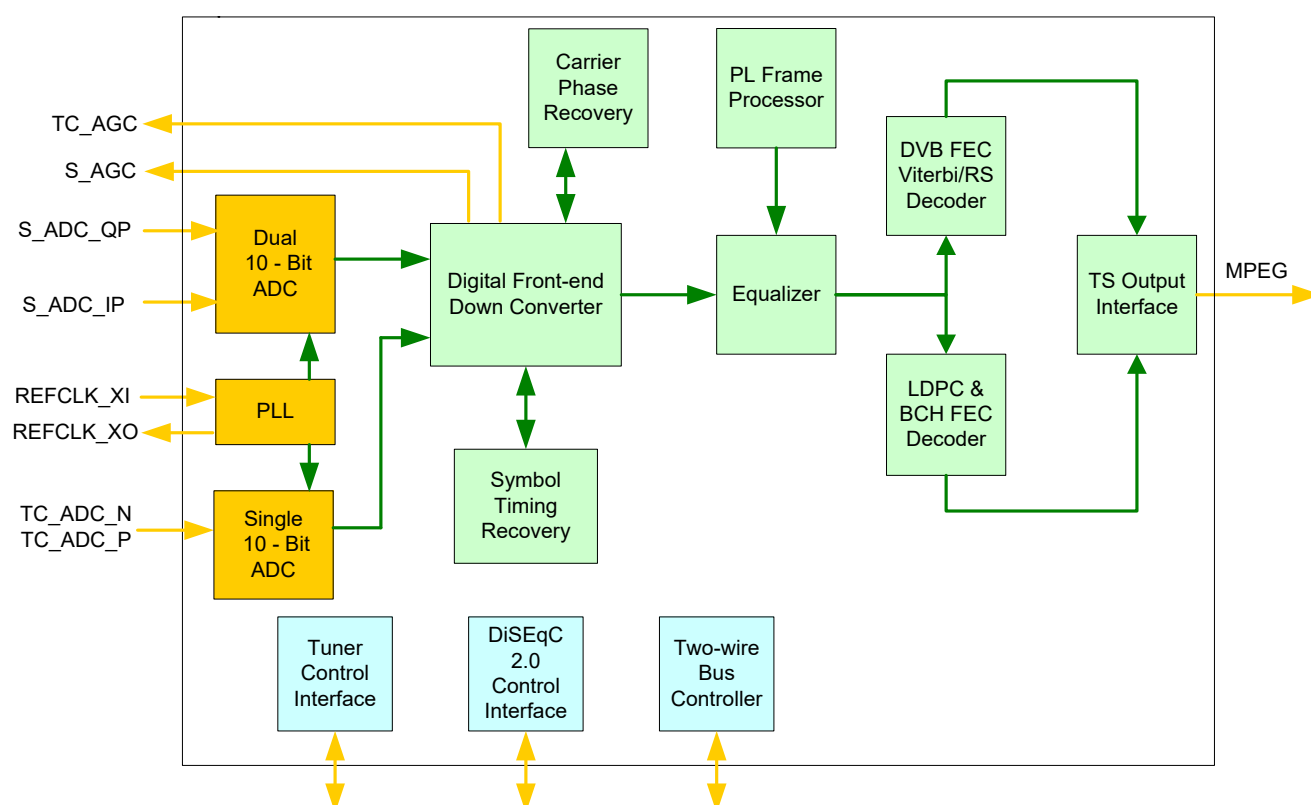 Carrier
Phase
Recovery
PL Frame
Processor
TC_AGC
S_AGC
DVB FEC
Viterbi/RS
Decoder
S_ADC_QP
Dual
10 - Bit
ADC
S_ADC_IP
Digital Front-end
Down Converter
Equalizer
TS Output
Interface
MPEG
REFCLK_XI
REFCLK_XO
PLL
LDPC &
BCH FEC
Decoder
TC_ADC_N
TC_ADC_P
Single
10 - Bit
ADC
Symbol
Timing
Recovery
Tuner
Control
Interface
DiSEqC
2.0
Control
Interface
Two-wire
Bus
Controller